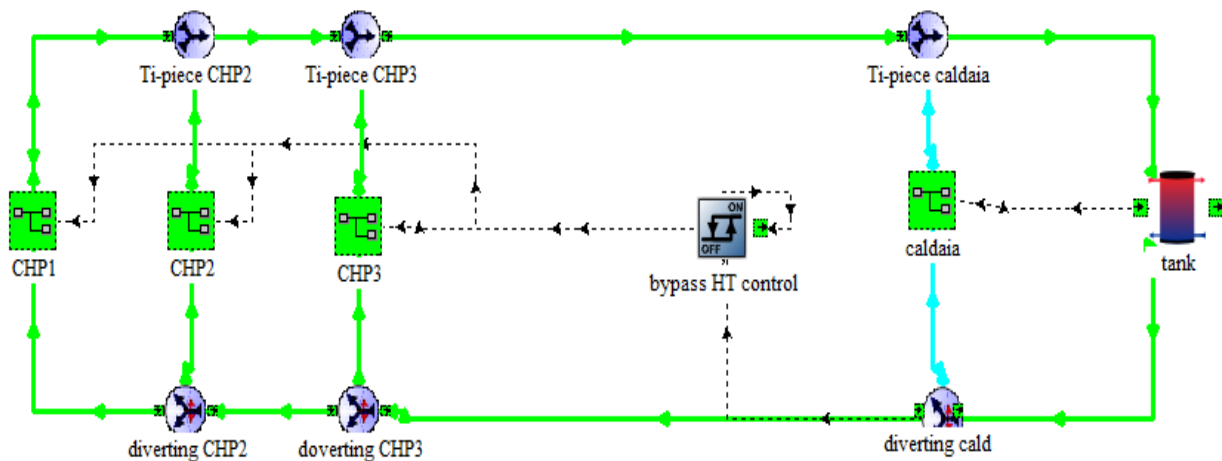 Ti-piece CHP2
Ti-piece CHP3
Ti-piece caldaia
CHP1
CHP2
CHP3
ON
OFF
bypass HT control
caldaia
tank
diverting CHP2
doverting CHP3
diverting cald